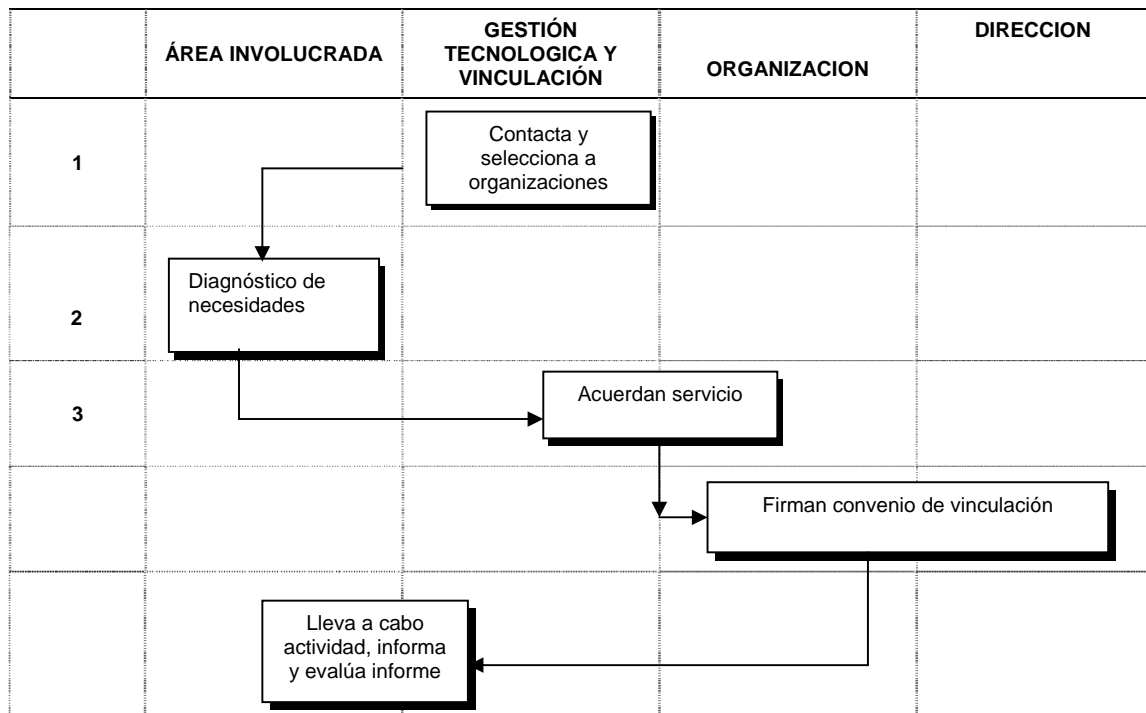 ÁREA INVOLUCRADA
GESTIÓN
TECNOLOGICA Y
VINCULACIÓN
ORGANIZACION
DIRECCION
1
Contacta y
selecciona a
organizaciones
2
Diagnóstico de
necesidades
3
Acuerdan servicio
Firman convenio de vinculación
Lleva a cabo
actividad, informa
y evalúa informe